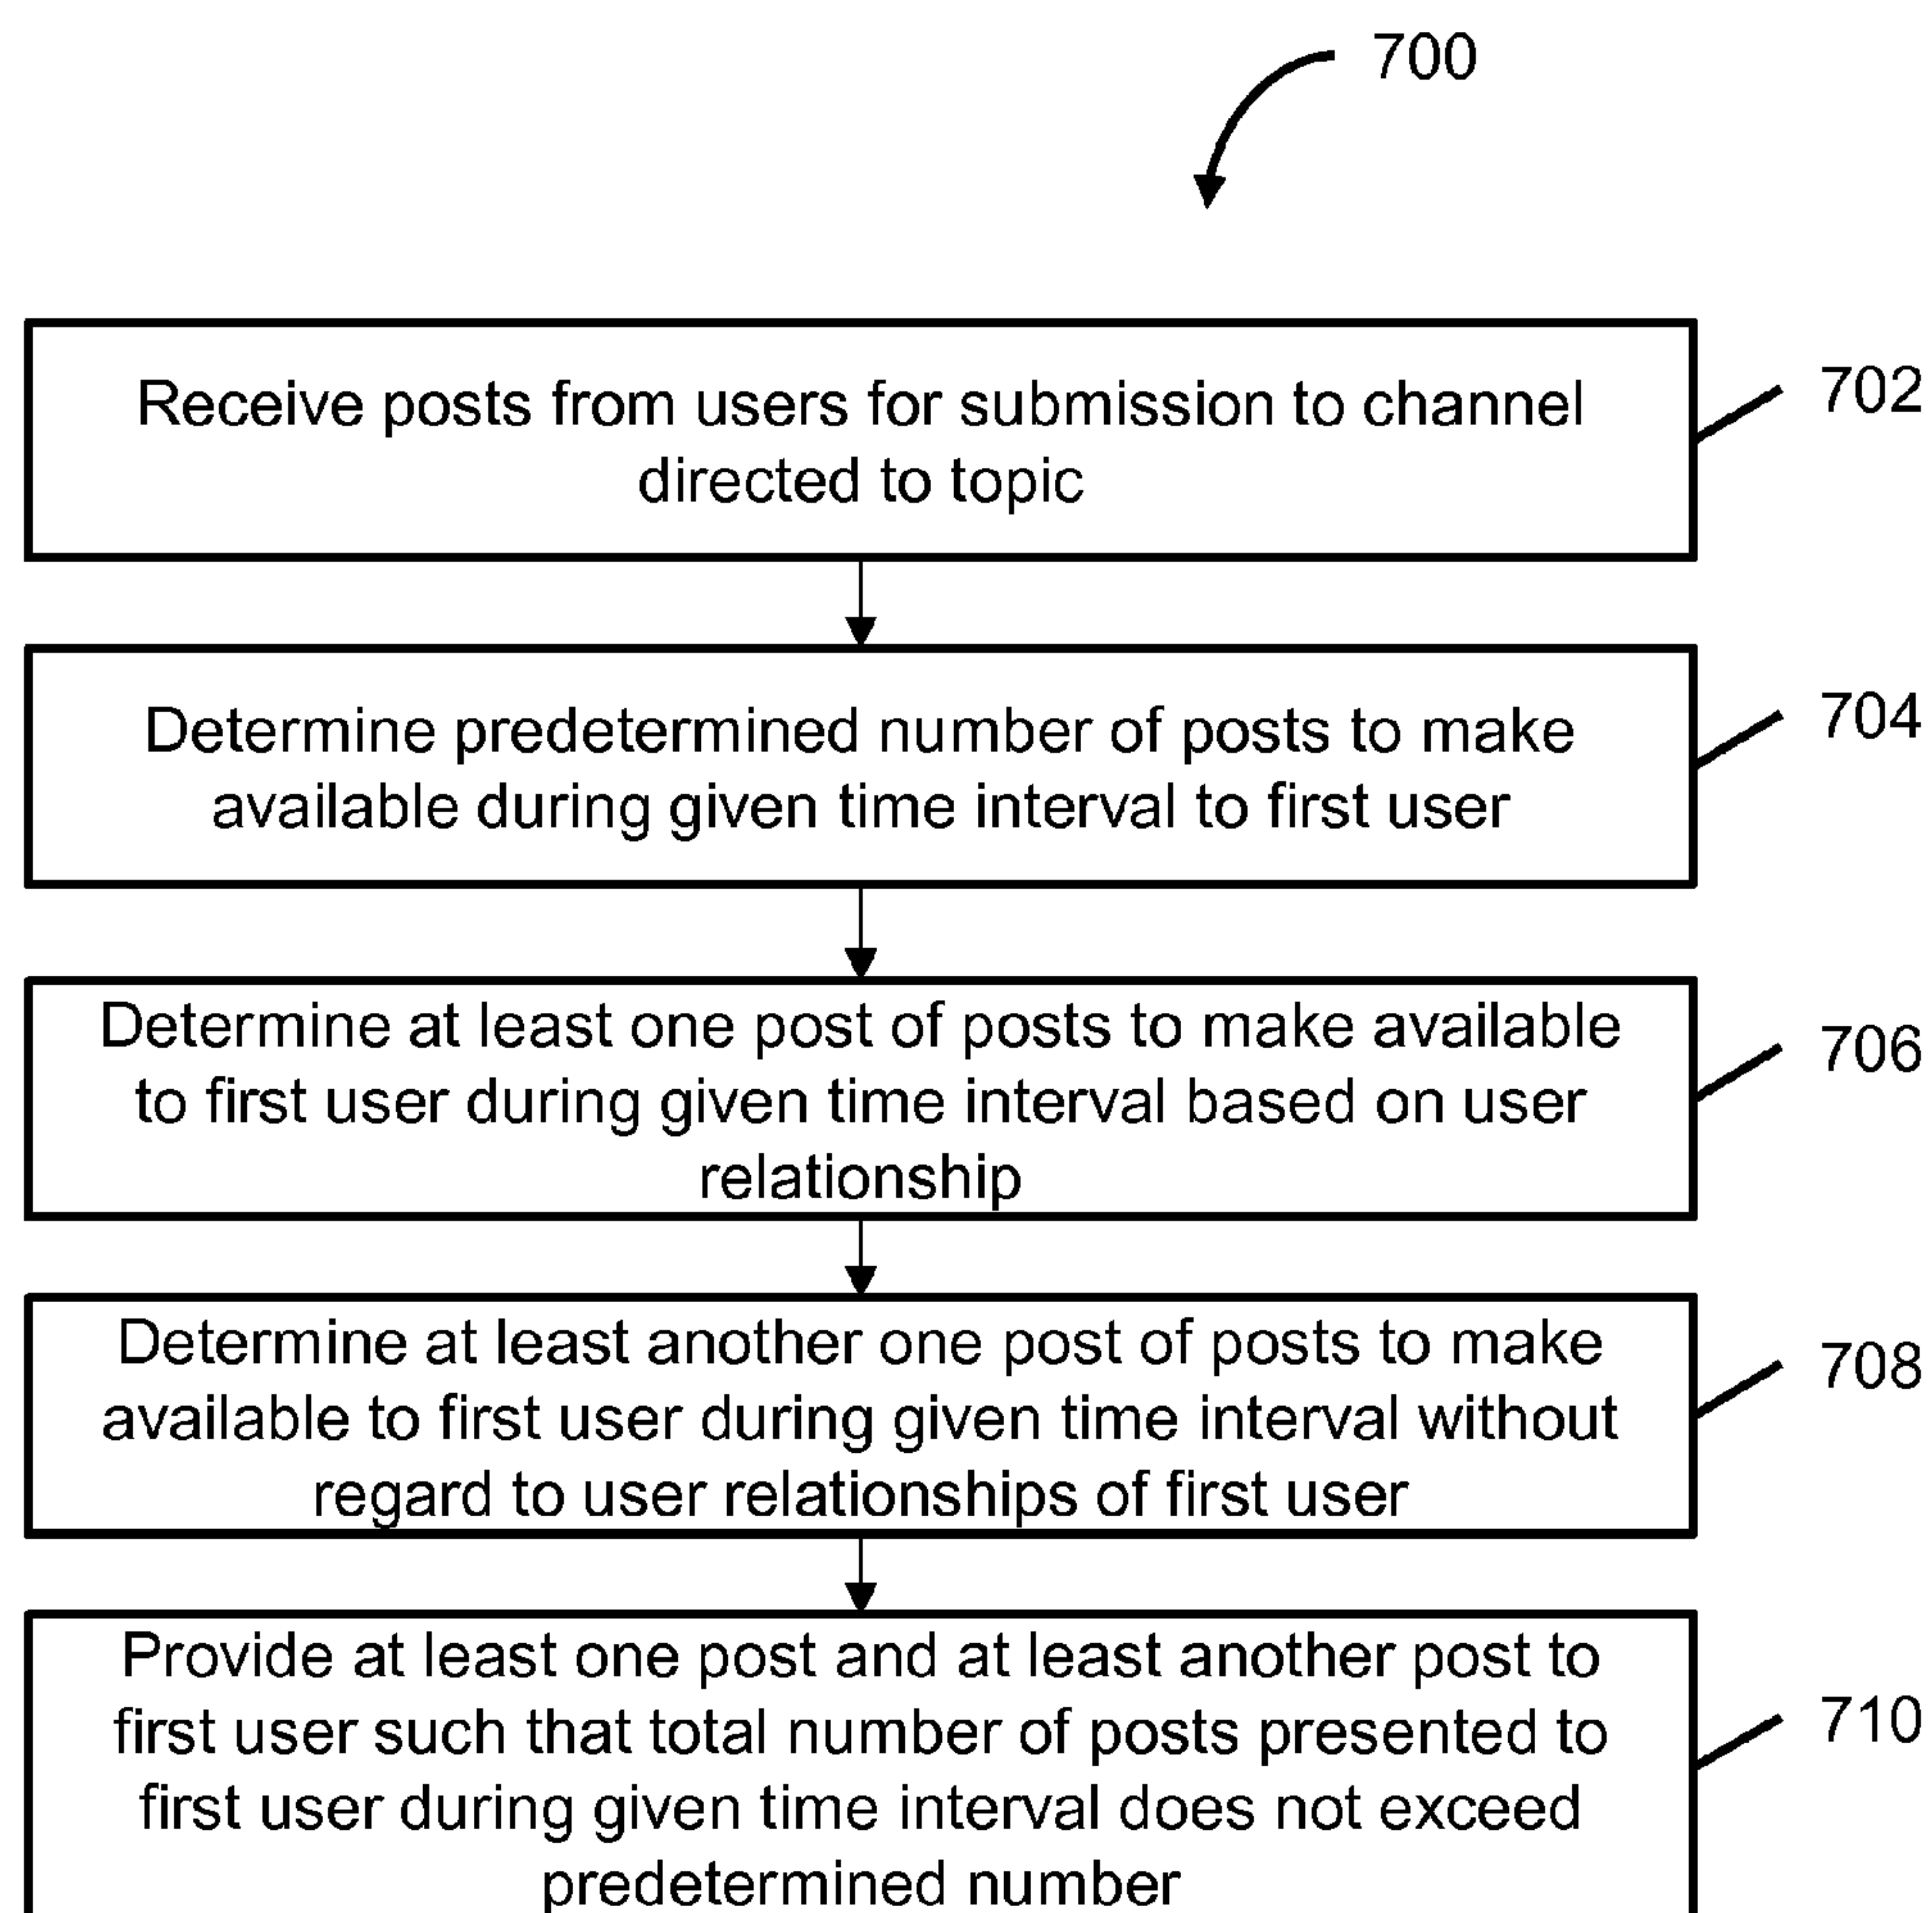 700
Receive posts from users for submission to channel
directed to topic
702
Determine predetermined number of posts to make
available during given time interval to first user
704
Determine at least one post of posts to make available
to first user during given time interval based on user
relationship
706
Determine at least another one post of posts to make
available to first user during given time interval without
regard to user relationships of first user
708
Provide at least one post and at least another post to
first user such that total number of posts presented to
first user during given time interval does not exceed
predetermined number
710